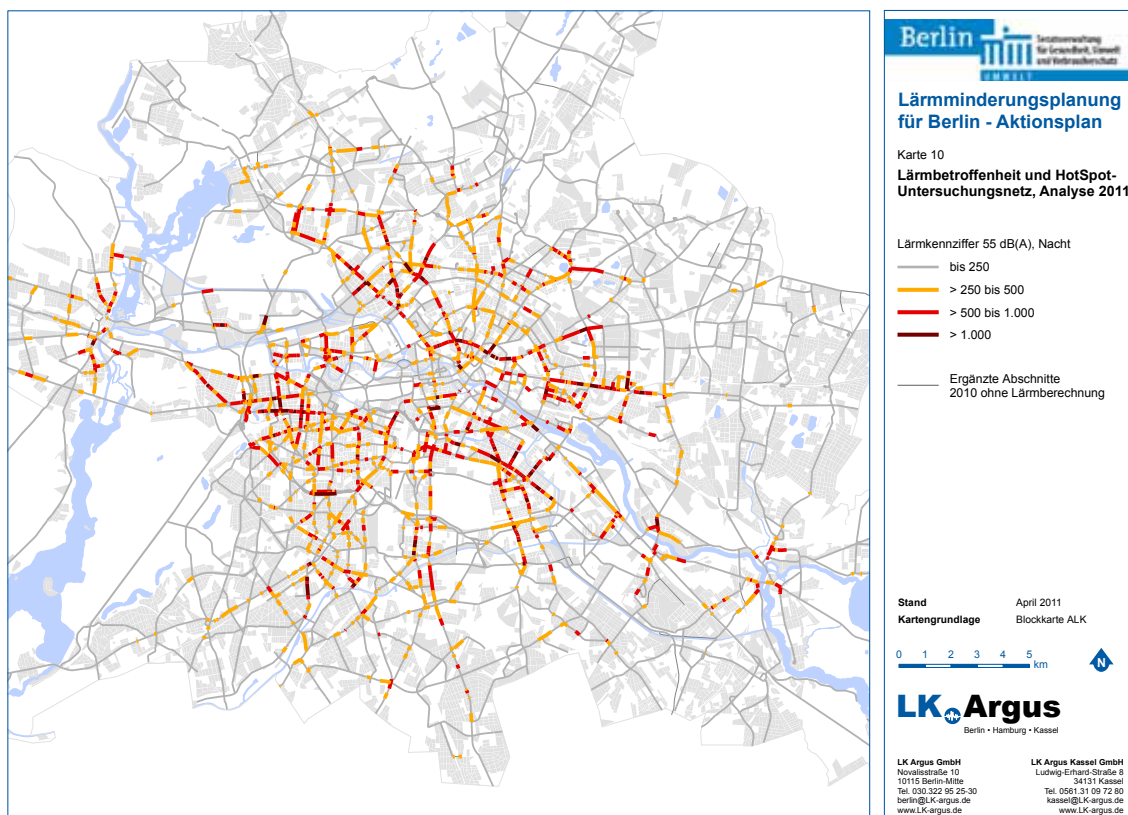 Berlin
Senatsverwaltung
für Gesundheit, Umwelt
und Verbraucherschutz
UMWELT
Lärmminderungsplanung
für Berlin - Aktionsplan
Karte 10
Lärmbetroffenheit und HotSpot-
Untersuchungsnetz, Analyse 2011
Lärmkennziffer 55 dB(A), Nacht
bis 250
> 250 bis 500
> 500 bis 1.000
> 1.000
Ergänzte Abschnitte
2010 ohne Lärmberechnung
Stand April 2011
Kartengrundlage Blockkarte ALK
0 1 2 3 4 5
km
N
LK Argus
Berlin • Hamburg • Kassel
LK Argus GmbH
Novalisstraße 10
10115 Berlin-Mitte
Tel. 030.322 95 25-30
berlin@LK-argus.de
www.LK-argus.de
LK Argus Kassel GmbH
Ludwig-Erhard-Straße 8
34131 Kassel
Tel. 0561.31 09 72 80
kassel@LK-argus.de
www.LK-argus.de